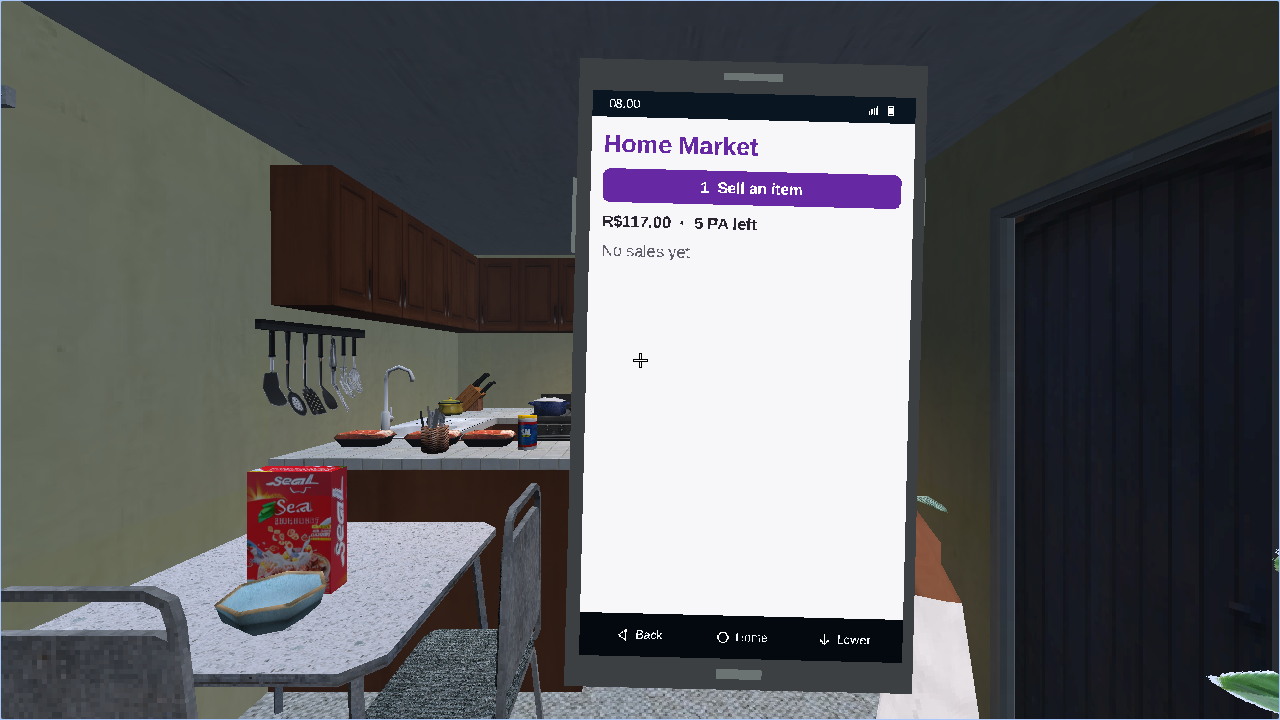 08.00
Home Market
1 Sell an item
R$117.00 · 5 PA left
No sales yet
Back
Home
Lower